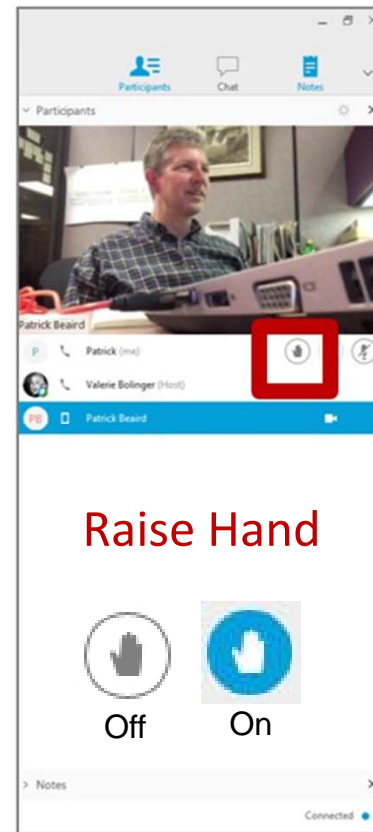 Participants Chat Notes
Participants
Patrick Beaird
P Patrick (me)
Valerie Bolinger (Host)
PB Patrick Beaird
Raise Hand
Off On
Notes
Connected